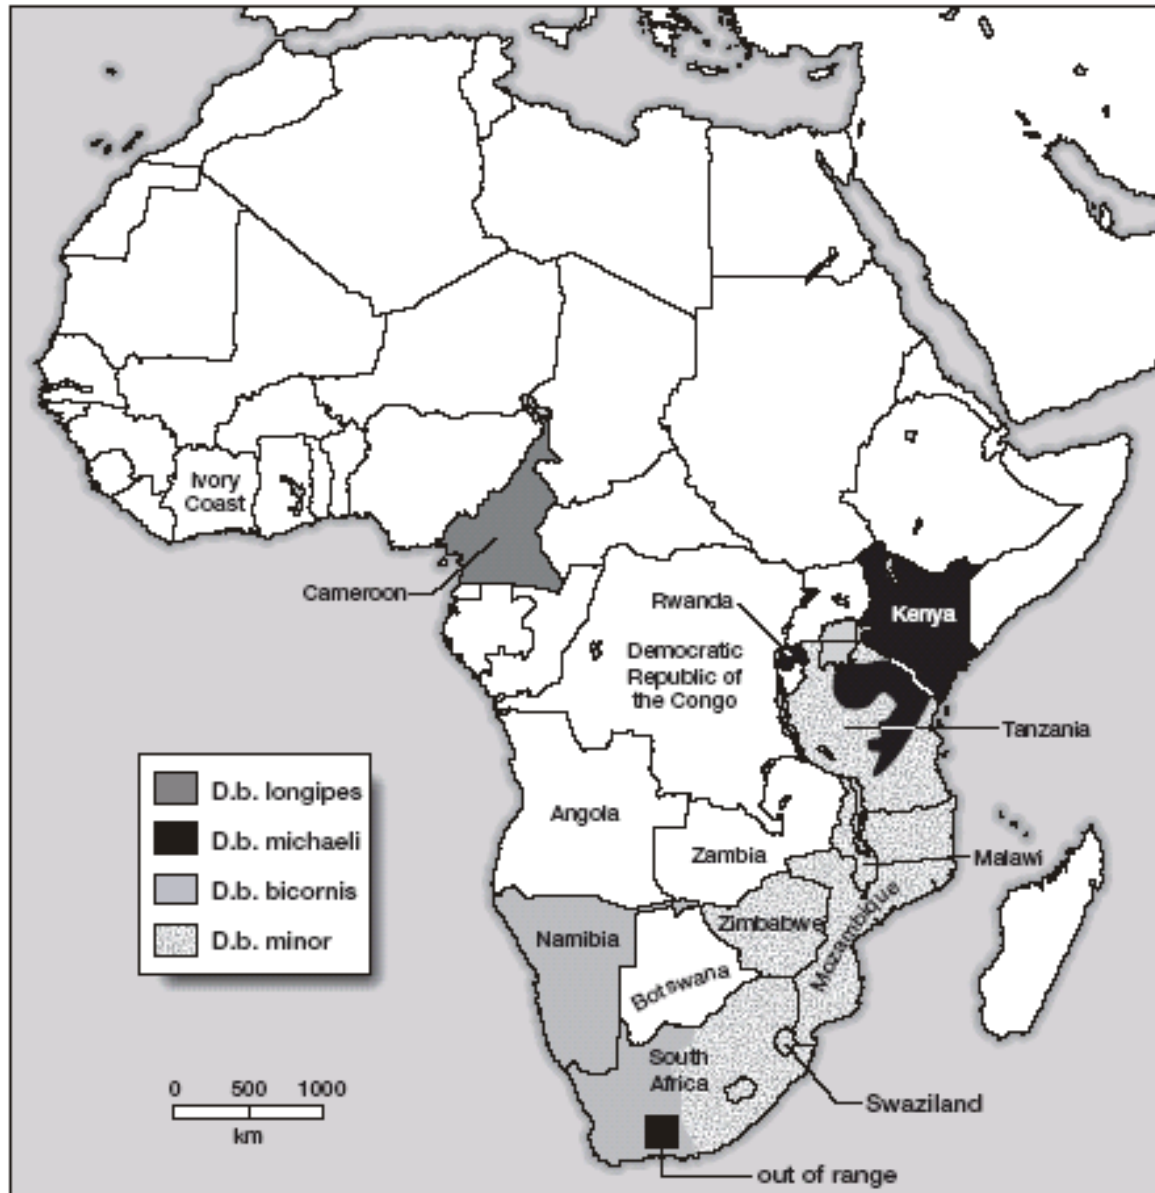 Ivory
Coast
Cameroon
Rwanda
Kenya
Democratic
Republic of
the Congo
Tanzania
D.b. longipes
D.b. michaeli
D.b. bicornis
D.b. minor
Angola
Zambia
Malawi
Zimbabwe
Mozambique
Namibia
Botswana
South
Africa
Swaziland
0 500 1000
km
out of range